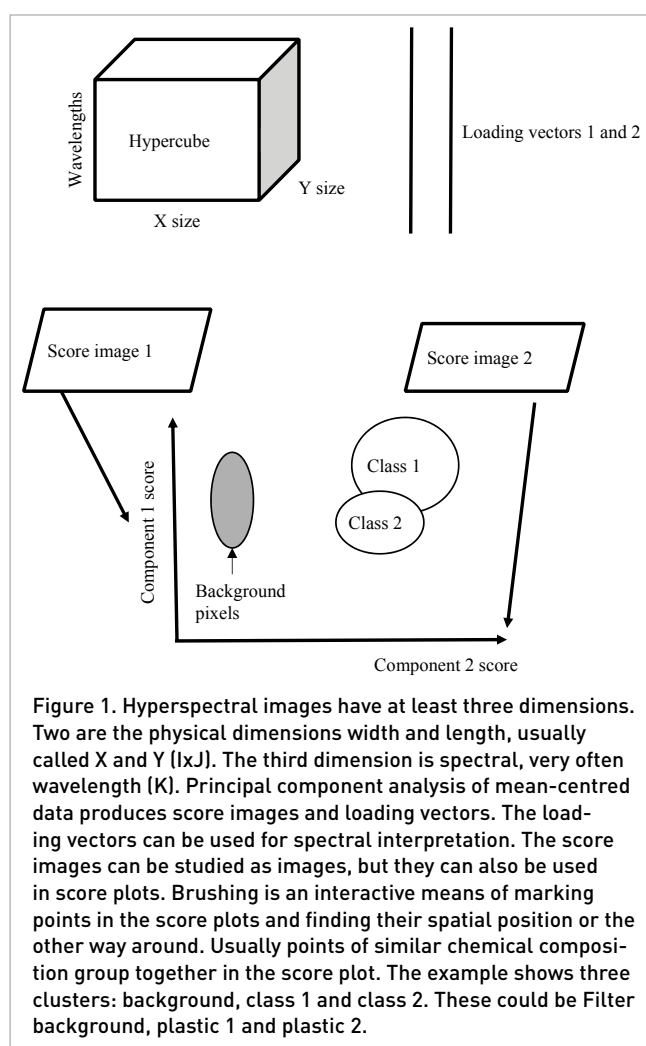 Wavelengths
Hypercube
Y size
X size
Loading vectors 1 and 2
Score image 1
Score image 2
Component 1 score
Class 1
Class 2
Background
pixels
Component 2 score
Figure 1. Hyperspectral images have at least three dimensions.
Two are the physical dimensions width and length, usually
called X and Y (IxJ). The third dimension is spectral, very often
wavelength (K). Principal component analysis of mean-centred
data produces score images and loading vectors. The load-
ing vectors can be used for spectral interpretation. The score
images can be studied as images, but they can also be used
in score plots. Brushing is an interactive means of marking
points in the score plots and finding their spatial position or the
other way around. Usually points of similar chemical composi-
tion group together in the score plot. The example shows three
clusters: background, class 1 and class 2. These could be Filter
background, plastic 1 and plastic 2.